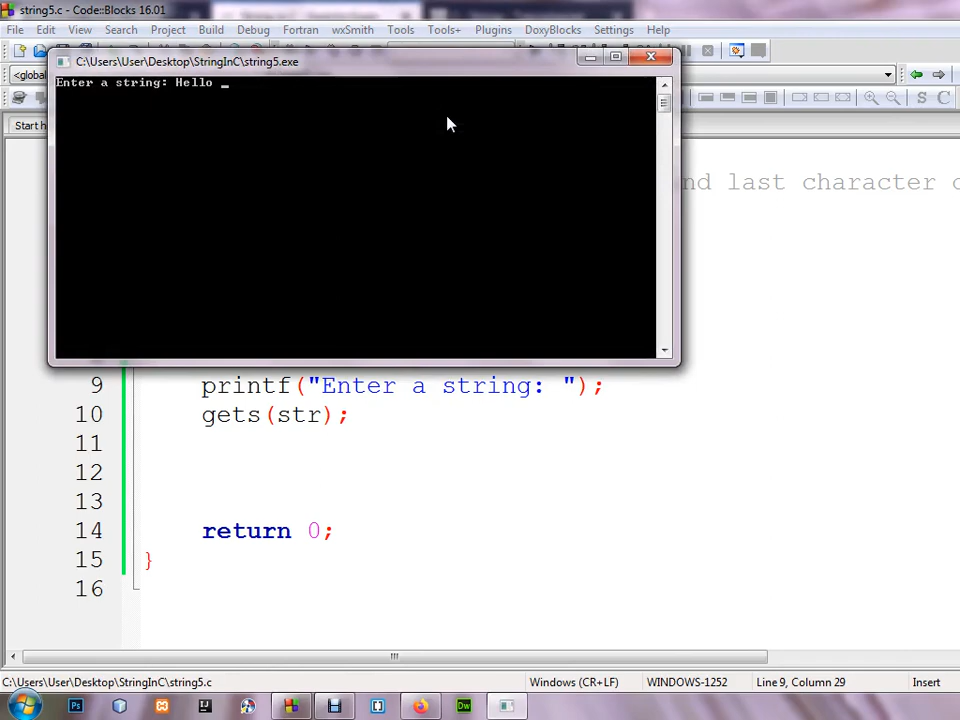 string5.c - Code::Blocks 16.01
File Edit View Search Project Build Debug Fortran wxSmith Tools Tools+ Plugins DoxyBlocks Settings Help
C:\Users\User\Desktop\StringInC\string5.exe
<global
S C
Enter a string: Hello _
Start h
nd last character
9 printf("Enter a string: ");
10 gets(str);
11
12
13
14 return 0;
15 }
16
C:\Users\User\Desktop\StringInC\string5.c Windows (CR+LF) WINDOWS-1252 Line 9, Column 29 Insert
Ps IJ Dw